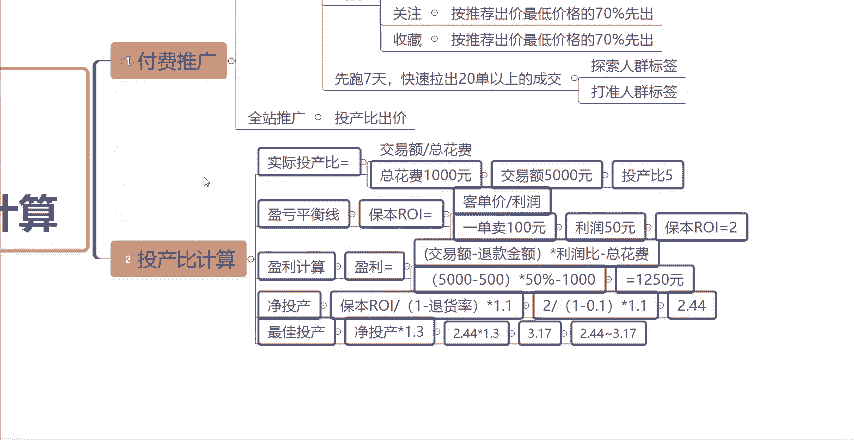 关注 按推荐出价最低价格的70%先出
收藏 按推荐出价最低价格的70%先出
1 付费推广
先跑7天，快速拉出20单以上的成交
探索人群标签
打准人群标签
全站推广 投产比出价
计算
2 投产比计算
实际投产比=
交易额/总花费
总花费1000元 交易额5000元 投产比5
盈亏平衡线 保本ROI=
客单价/利润
一单卖100元 利润50元 保本ROI=2
盈利计算 盈利=
(交易额-退款金额）*利润比-总花费
（5000-500）*50%-1000 =1250元
净投产 保本ROI/（1-退货率）*1.1 2/（1-0.1）*1.1 2.44
最佳投产 净投产*1.3 2.44*1.3 3.17 2.44~3.17